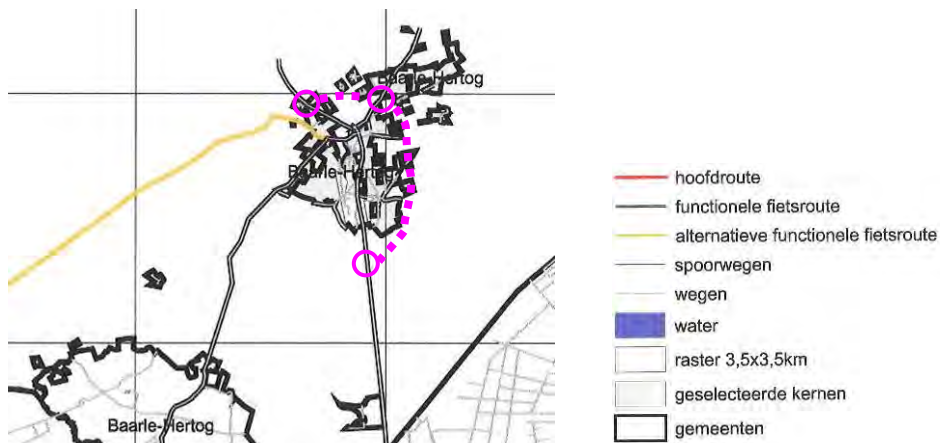 Baarle-Hertog
Baarle-Hertog
Baarle-Hertog
hoofdroute
functionele fietsroute
alternatieve functionele fietsroute
spoorwegen
wegen
water
raster 3,5x3,5km
geselecteerde kernen
gemeenten